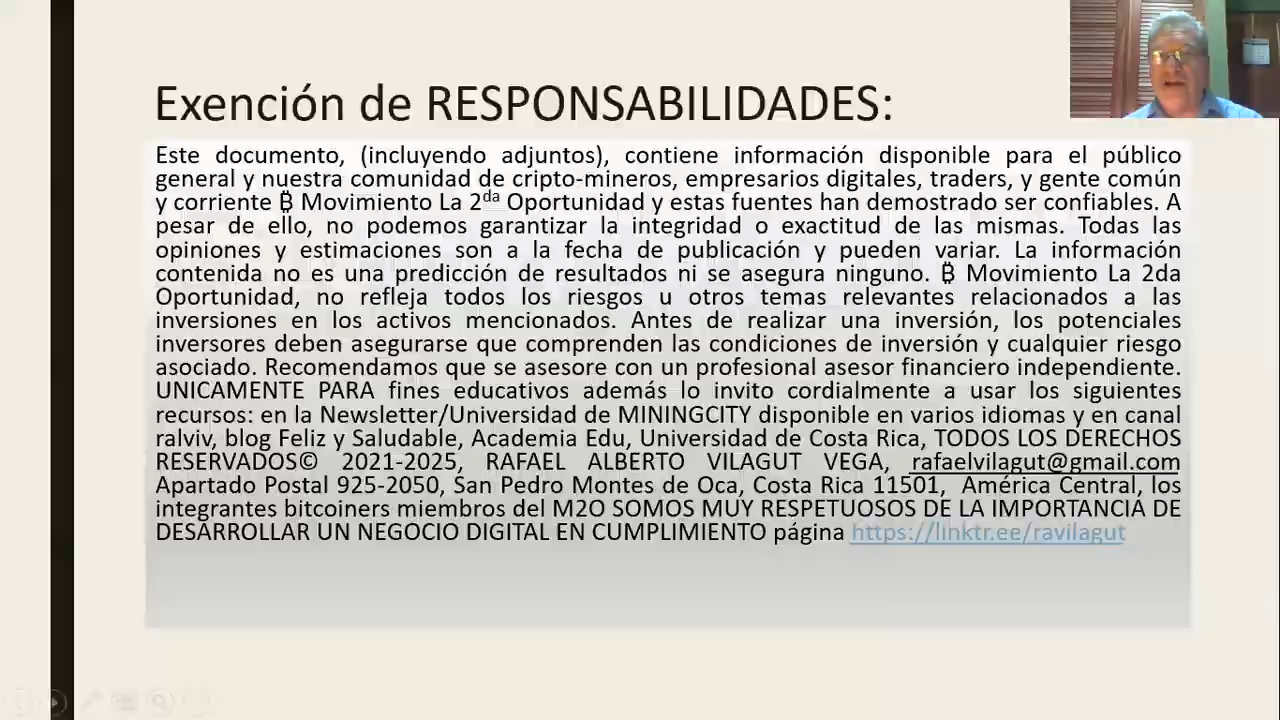 Exención de RESPONSABILIDADES:
Este documento, (incluyendo adjuntos), contiene información disponible para el público
general y nuestra comunidad de cripto-mineros, empresarios digitales, traders, y gente común
y corriente ₿ Movimiento La 2da Oportunidad y estas fuentes han demostrado ser confiables. A
pesar de ello, no podemos garantizar la integridad o exactitud de las mismas. Todas las
opiniones y estimaciones son a la fecha de publicación y pueden variar. La información
contenida no es una predicción de resultados ni se asegura ninguno. ₿ Movimiento La 2da
Oportunidad, no refleja todos los riesgos u otros temas relevantes relacionados a las
inversiones en los activos mencionados. Antes de realizar una inversión, los potenciales
inversores deben asegurarse que comprenden las condiciones de inversión y cualquier riesgo
asociado. Recomendamos que se asesore con un profesional asesor financiero independiente.
UNICAMENTE PARA fines educativos además lo invito cordialmente a usar los siguientes
recursos: en la Newsletter/Universidad de MININGCITY disponible en varios idiomas y en canal
ralviv, blog Feliz y Saludable, Academia Edu, Universidad de Costa Rica, TODOS LOS DERECHOS
RESERVADOS© 2021-2025, RAFAEL ALBERTO VILAGUT VEGA, rafaelvilagut@gmail.com
Apartado Postal 925-2050, San Pedro Montes de Oca, Costa Rica 11501, América Central, los
integrantes bitcoiners miembros del M2O SOMOS MUY RESPETUOSOS DE LA IMPORTANCIA DE
DESARROLLAR UN NEGOCIO DIGITAL EN CUMPLIMIENTO página https://linktr.ee/ravilagut